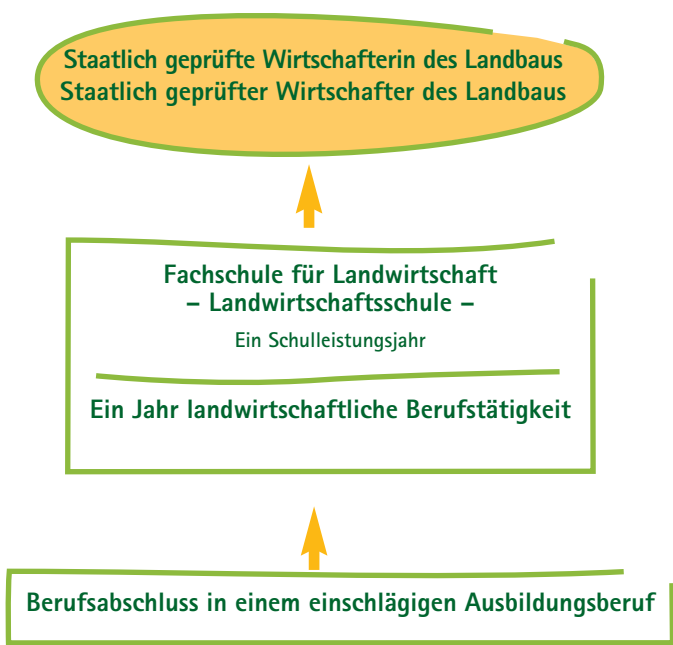 Staatlich geprüfte Wirtschafterin des Landbaus
Staatlich geprüfter Wirtschafter des Landbaus
Fachschule für Landwirtschaft
– Landwirtschaftsschule –
Ein Schulleistungsjahr
Ein Jahr landwirtschaftliche Berufstätigkeit
Berufsabschluss in einem einschlägigen Ausbildungsberuf